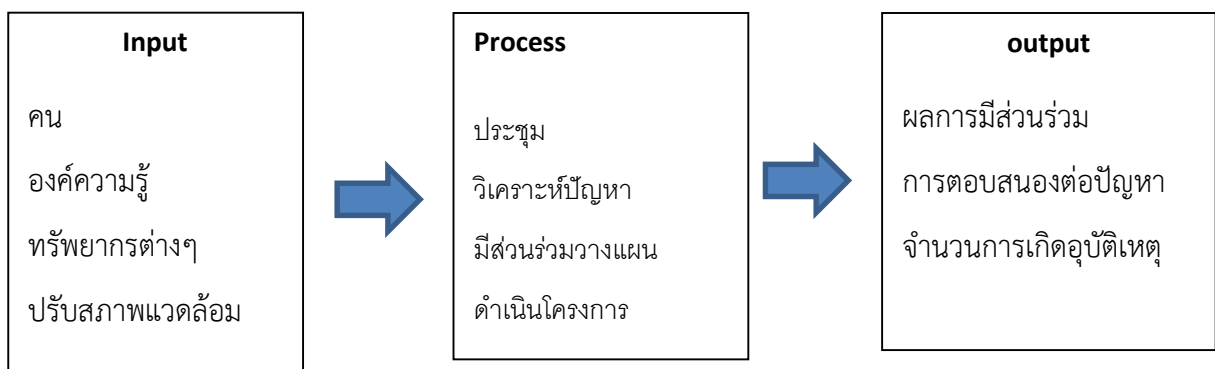 Input
คน
องค์ความรู้
ทรัพยากรต่างๆ
ปรับสภาพแวดล้อม
Process
ประชุม
วิเคราะห์ปัญหา
มีส่วนร่วมวางแผน
ดำเนินโครงการ
output
ผลการมีส่วนร่วม
การตอบสนองต่อปัญหา
จำนวนการเกิดอุบัติเหตุ